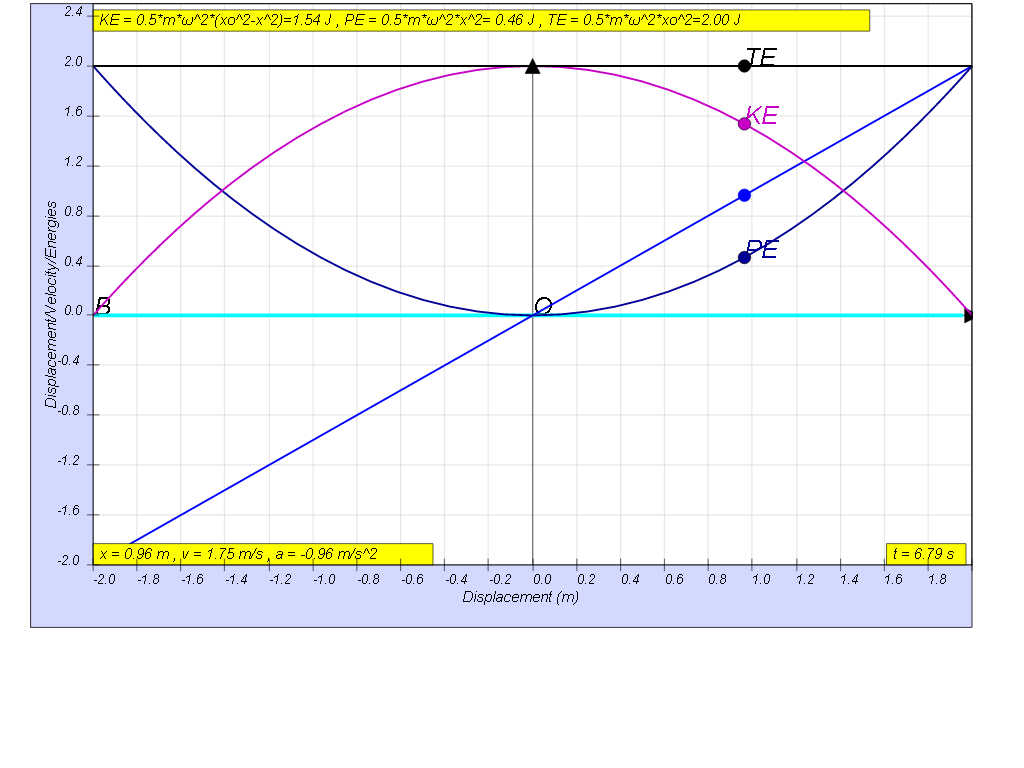 KE = 0.5*m*ω^2*(xo^2-x^2)=1.54 J , PE = 0.5*m*ω^2*x^2= 0.46 J , TE = 0.5*m*ω^2*xo^2=2.00 J
2.4
2.0
1.6
1.2
0.8
0.4
0.0
-0.4
-0.8
-1.2
-1.6
-2.0
Displacement/Velocity/Energies
TE
KE
PE
B
O
x = 0.96 m , v = 1.75 m/s , a = -0.96 m/s^2
t = 6.79 s
-2.0 -1.8 -1.6 -1.4 -1.2 -1.0 -0.8 -0.6 -0.4 -0.2 0.0 0.2 0.4 0.6 0.8 1.0 1.2 1.4 1.6 1.8
Displacement (m)